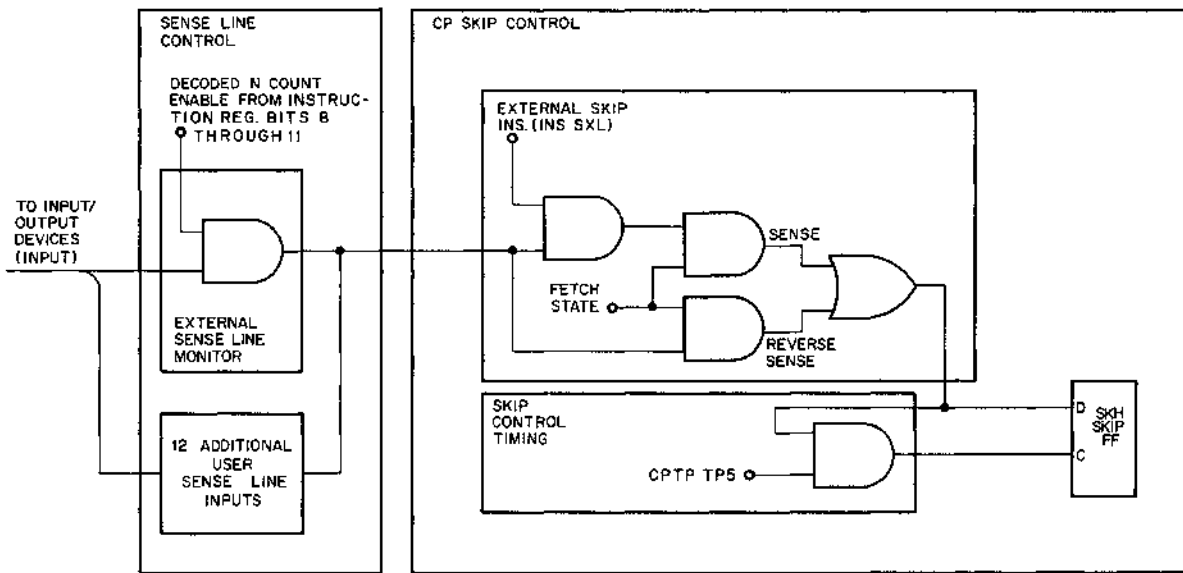 SENSE LINE
CONTROL
DECODED N COUNT
ENABLE FROM INSTRUC-
TION REG. BITS 8
THROUGH 11
TO INPUT/
OUTPUT
DEVICES
(INPUT)
EXTERNAL
SENSE LINE
MONITOR
12 ADDITIONAL
USER
SENSE LINE
INPUTS
CP SKIP CONTROL
EXTERNAL SKIP
INS. (INS SXL)
SENSE
FETCH
STATE
REVERSE
SENSE
SKIP
CONTROL
TIMING
CPTP TP5
D
SKH
SKIP
FF
C